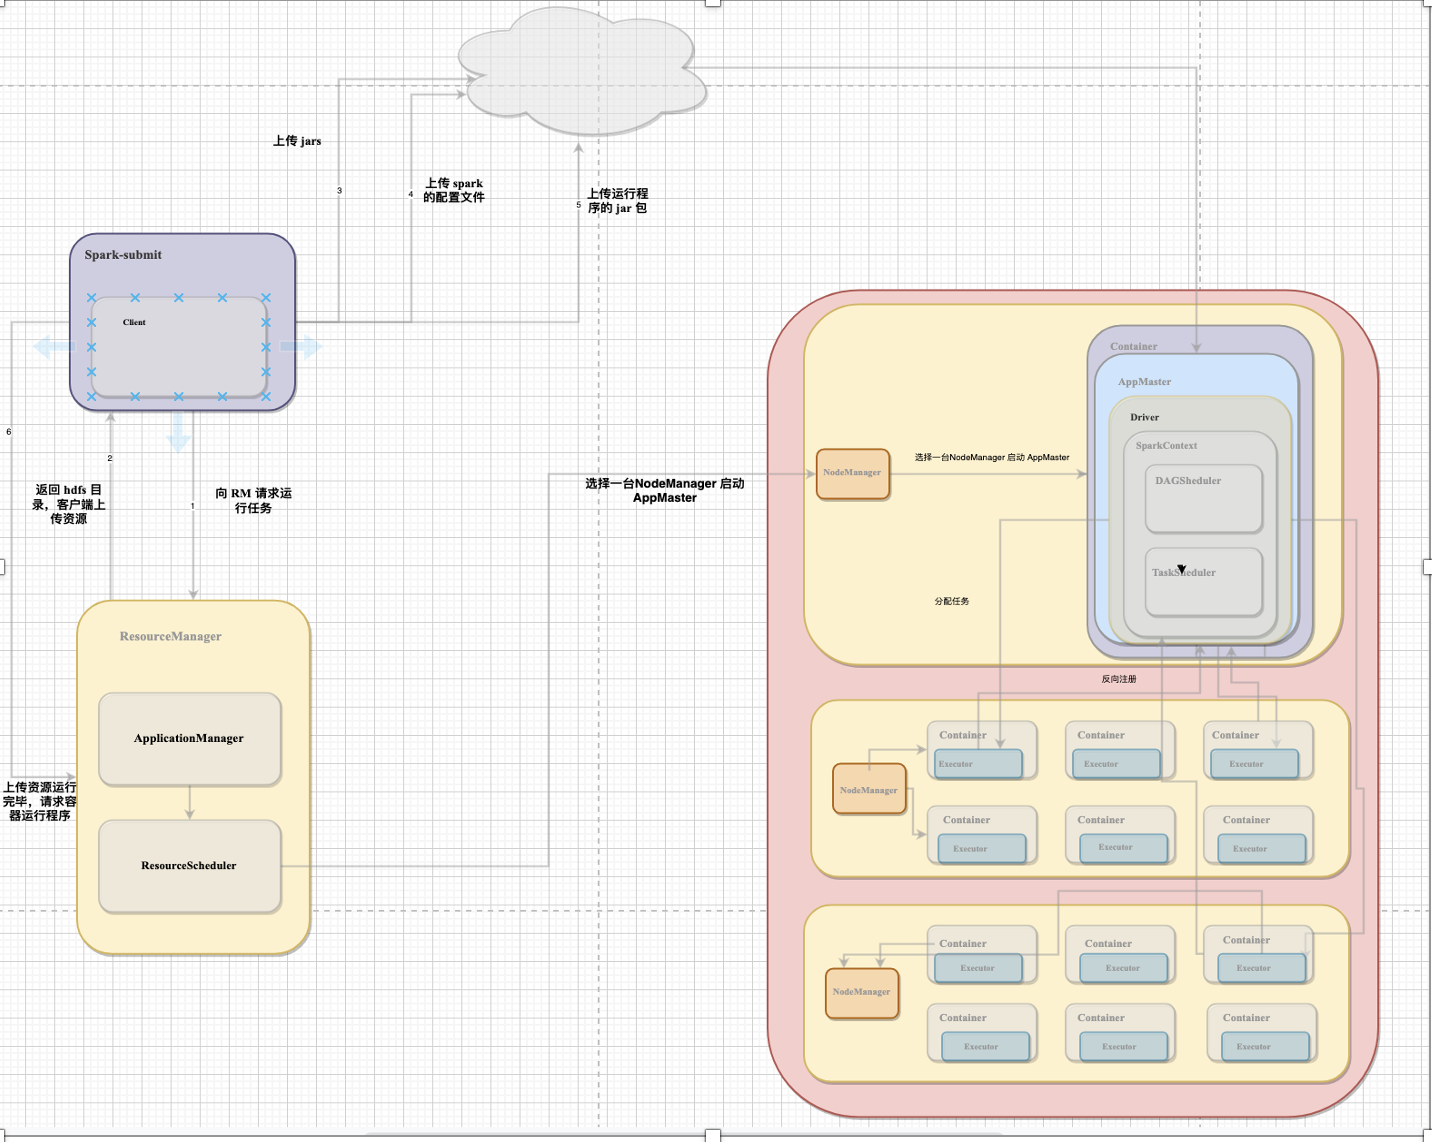 上传 jars
3
4
上传 spark
的配置文件
5
上传运行程
序的 jar 包
Spark-submit
Client
6
2
返回 hdfs 目
录，客户端上
传资源
1
向 RM 请求运
行任务
ResourceManager
ApplicationManager
上传资源运行
完毕，请求容
器运行程序
ResourceScheduler
选择一台NodeManager 启动
AppMaster
NodeManager
选择一台NodeManager 启动 AppMaster
Container
AppMaster
Driver
SparkContext
DAGSheduler
TaskSheduler
分配任务
反向注册
NodeManager
Container
Executor
Container
Executor
Container
Executor
Container
Executor
Container
Executor
Container
Executor
NodeManager
Container
Executor
Container
Executor
Container
Executor
Container
Executor
Container
Executor
Container
Executor